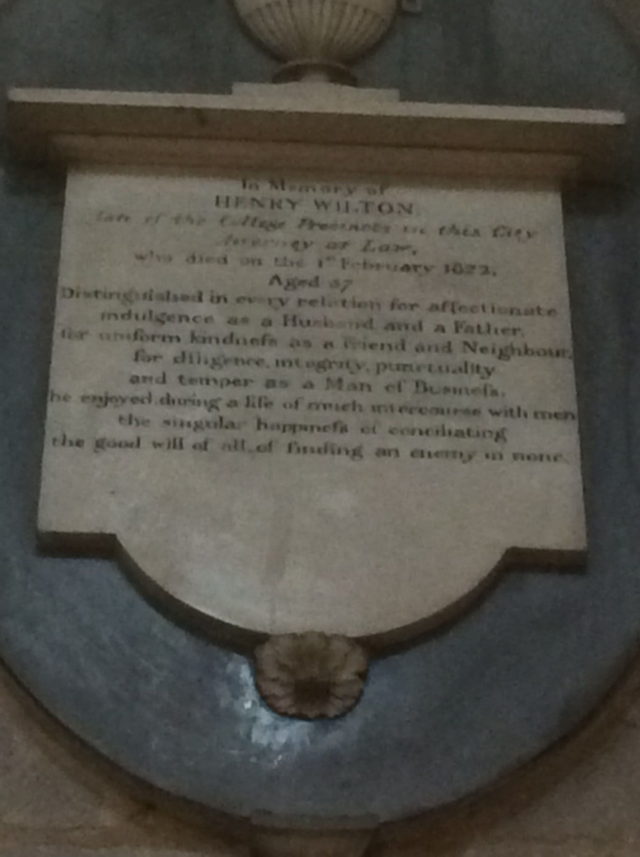 In Memory of
HENRY WILTON
late of the College Precincts in this City
Attorney at Law,
who died on the 1st February 1822,
Aged 57
Distinguished in every relation for affectionate
indulgence as a Husband and a Father,
for uniform kindneſs as a Friend and Neighbour,
for diligence, integrity, punctuality
and temper as a Man of Buſineſs,
he enjoyed during a life of much intercourse with men
the singular happineſs of conciliating
the good will of all, of finding an enemy in none.